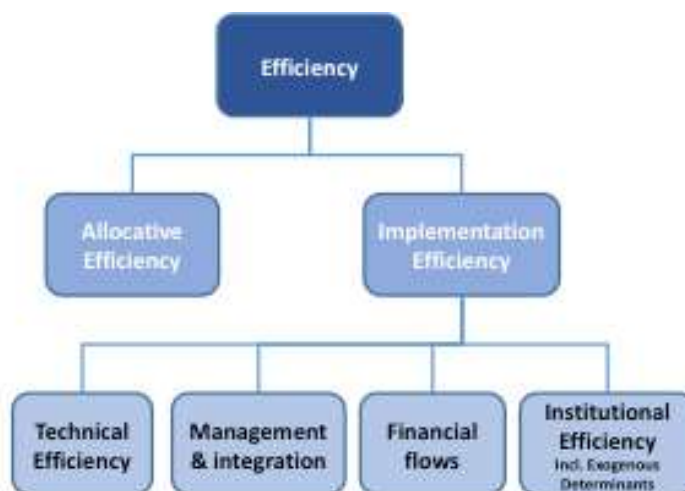 Efficiency
Allocative
Efficiency
Implementation
Efficiency
Technical
Efficiency
Management
& integration
Financial
flows
Institutional
Efficiency
Incl. Exogenous
Determinants